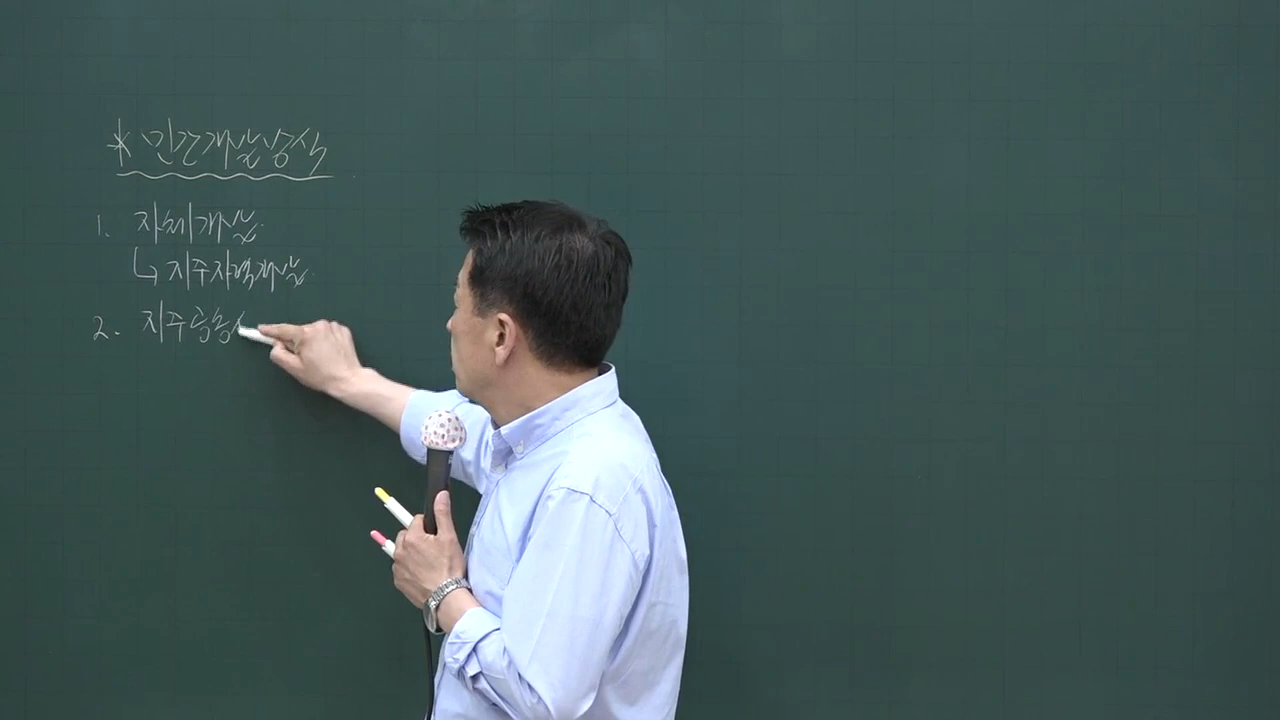 * 민간개발방식
1. 자체개발
↳ 지주자력개발
2. 지주공동